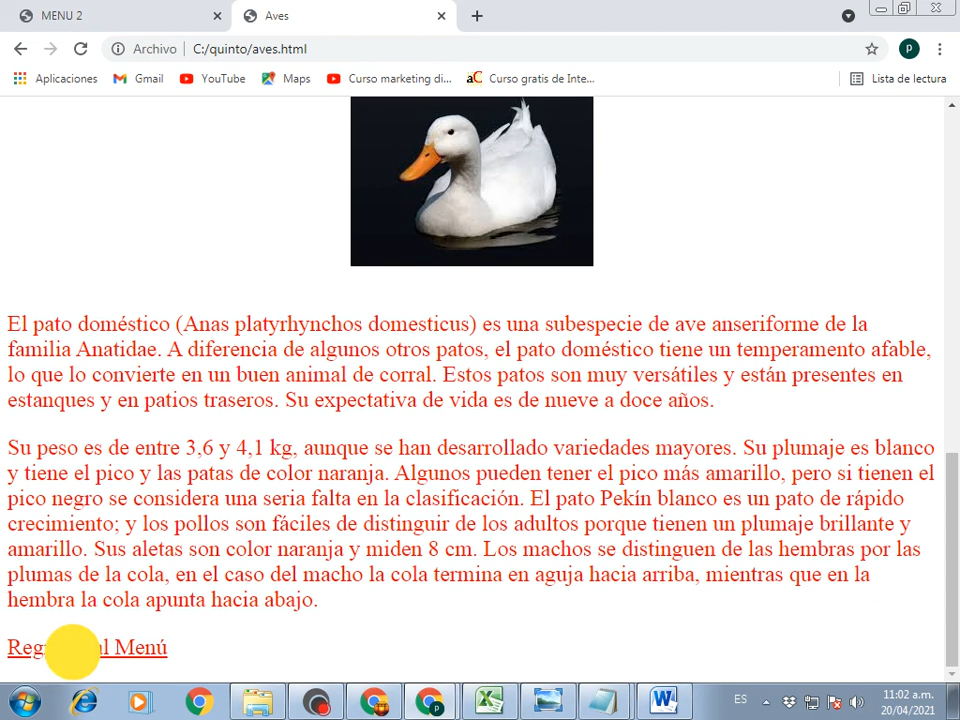 MENU 2
Aves
Archivo C:/quinto/aves.html
P
Aplicaciones Gmail YouTube Maps Curso marketing di... aC Curso gratis de Inte... Lista de lectura
El pato doméstico (Anas platyrhynchos domesticus) es una subespecie de ave anseriforme de la
familia Anatidae. A diferencia de algunos otros patos, el pato doméstico tiene un temperamento afable,
lo que lo convierte en un buen animal de corral. Estos patos son muy versátiles y están presentes en
estanques y en patios traseros. Su expectativa de vida es de nueve a doce años.
Su peso es de entre 3,6 y 4,1 kg, aunque se han desarrollado variedades mayores. Su plumaje es blanco
y tiene el pico y las patas de color naranja. Algunos pueden tener el pico más amarillo, pero si tienen el
pico negro se considera una seria falta en la clasificación. El pato Pekín blanco es un pato de rápido
crecimiento; y los pollos son fáciles de distinguir de los adultos porque tienen un plumaje brillante y
amarillo. Sus aletas son color naranja y miden 8 cm. Los machos se distinguen de las hembras por las
plumas de la cola, en el caso del macho la cola termina en aguja hacia arriba, mientras que en la
hembra la cola apunta hacia abajo.
Menú
ES
11:02 a.m.
20/04/2021